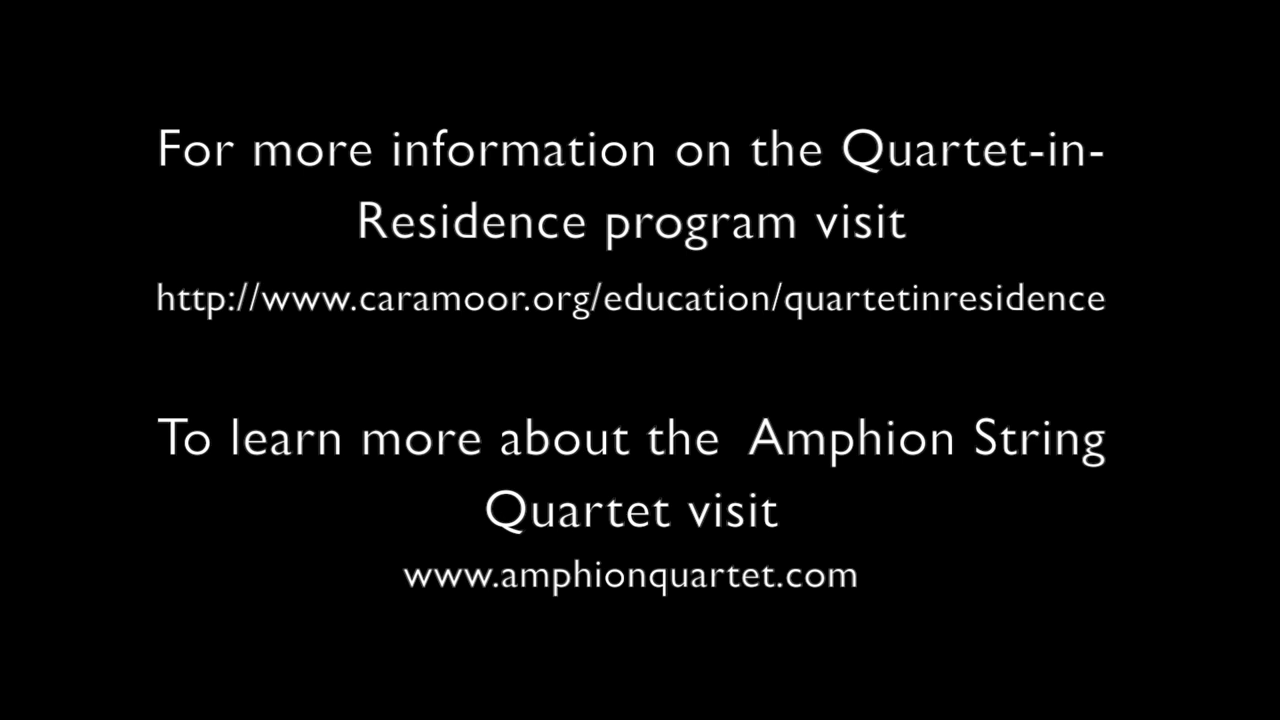 For more information on the Quartet-in-
Residence program visit
http://www.caramoor.org/education/quartetinresidence
To learn more about the  Amphion String
Quartet visit
www.amphionquartet.com